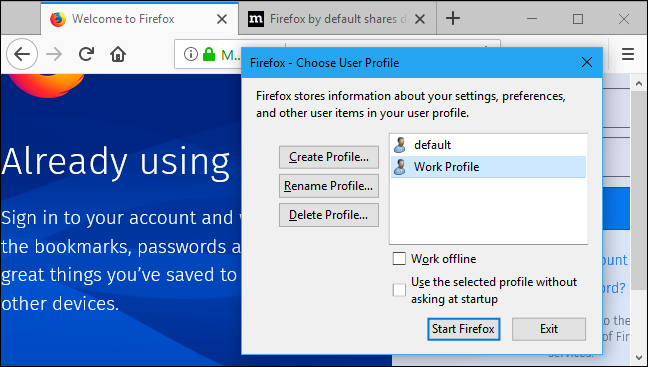 Welcome to Firefox
Firefox by default shares d
M...
Firefox - Choose User Profile
Firefox stores information about your settings, preferences,
and other user items in your user profile.
Create Profile...
Rename Profile...
Delete Profile...
default
Work Profile
Work offline
Use the selected profile without
asking at startup
Start Firefox
Exit
Already using
Sign in to your account and
the bookmarks, passwords a
great things you’ve saved to
other devices.
ount
rd?
to the
of Fir
services.